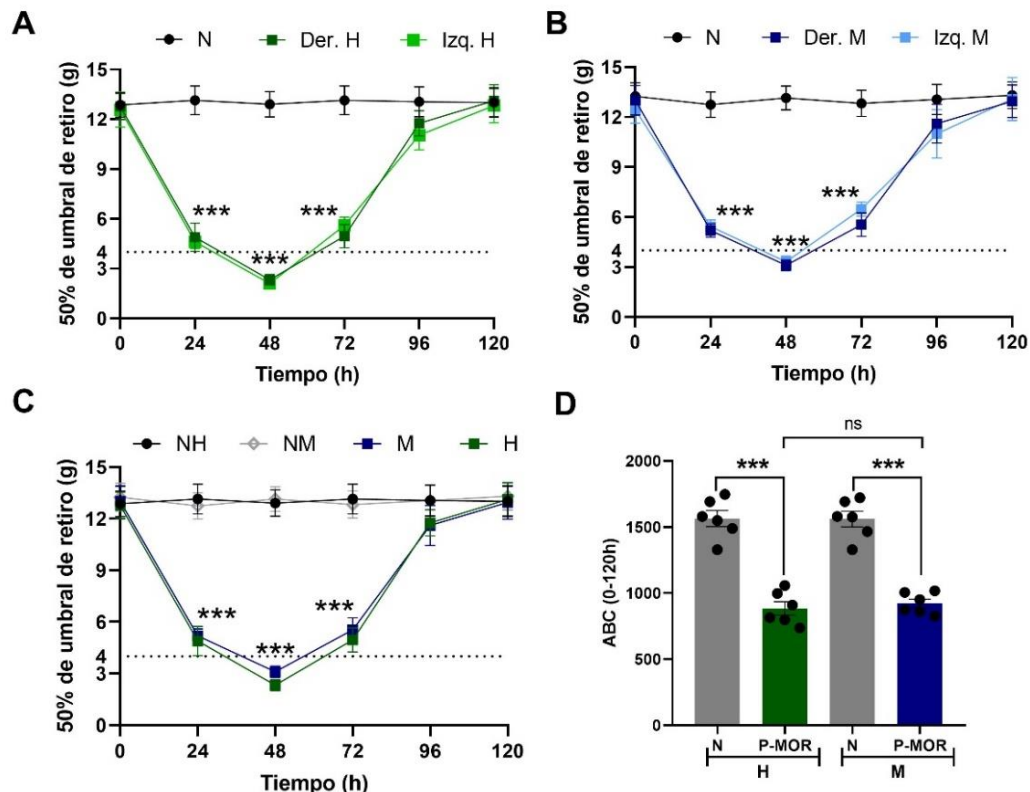 A
N Der. H Izq. H
50% de umbral de retiro (g)
15
12
9
6
4
3
0
***
***
***
0 24 48 72 96 120
Tiempo (h)
B
N Der. M Izq. M
50% de umbral de retiro (g)
15
12
9
6
4
3
0
***
***
***
0 24 48 72 96 120
Tiempo (h)
C
NH NM M H
50% de umbral de retiro (g)
15
12
9
6
4
3
0
***
***
***
0 24 48 72 96 120
Tiempo (h)
D
ns
*** ***
ABC (0-120h)
2000
1500
1000
500
0
N P-MOR N P-MOR
H M